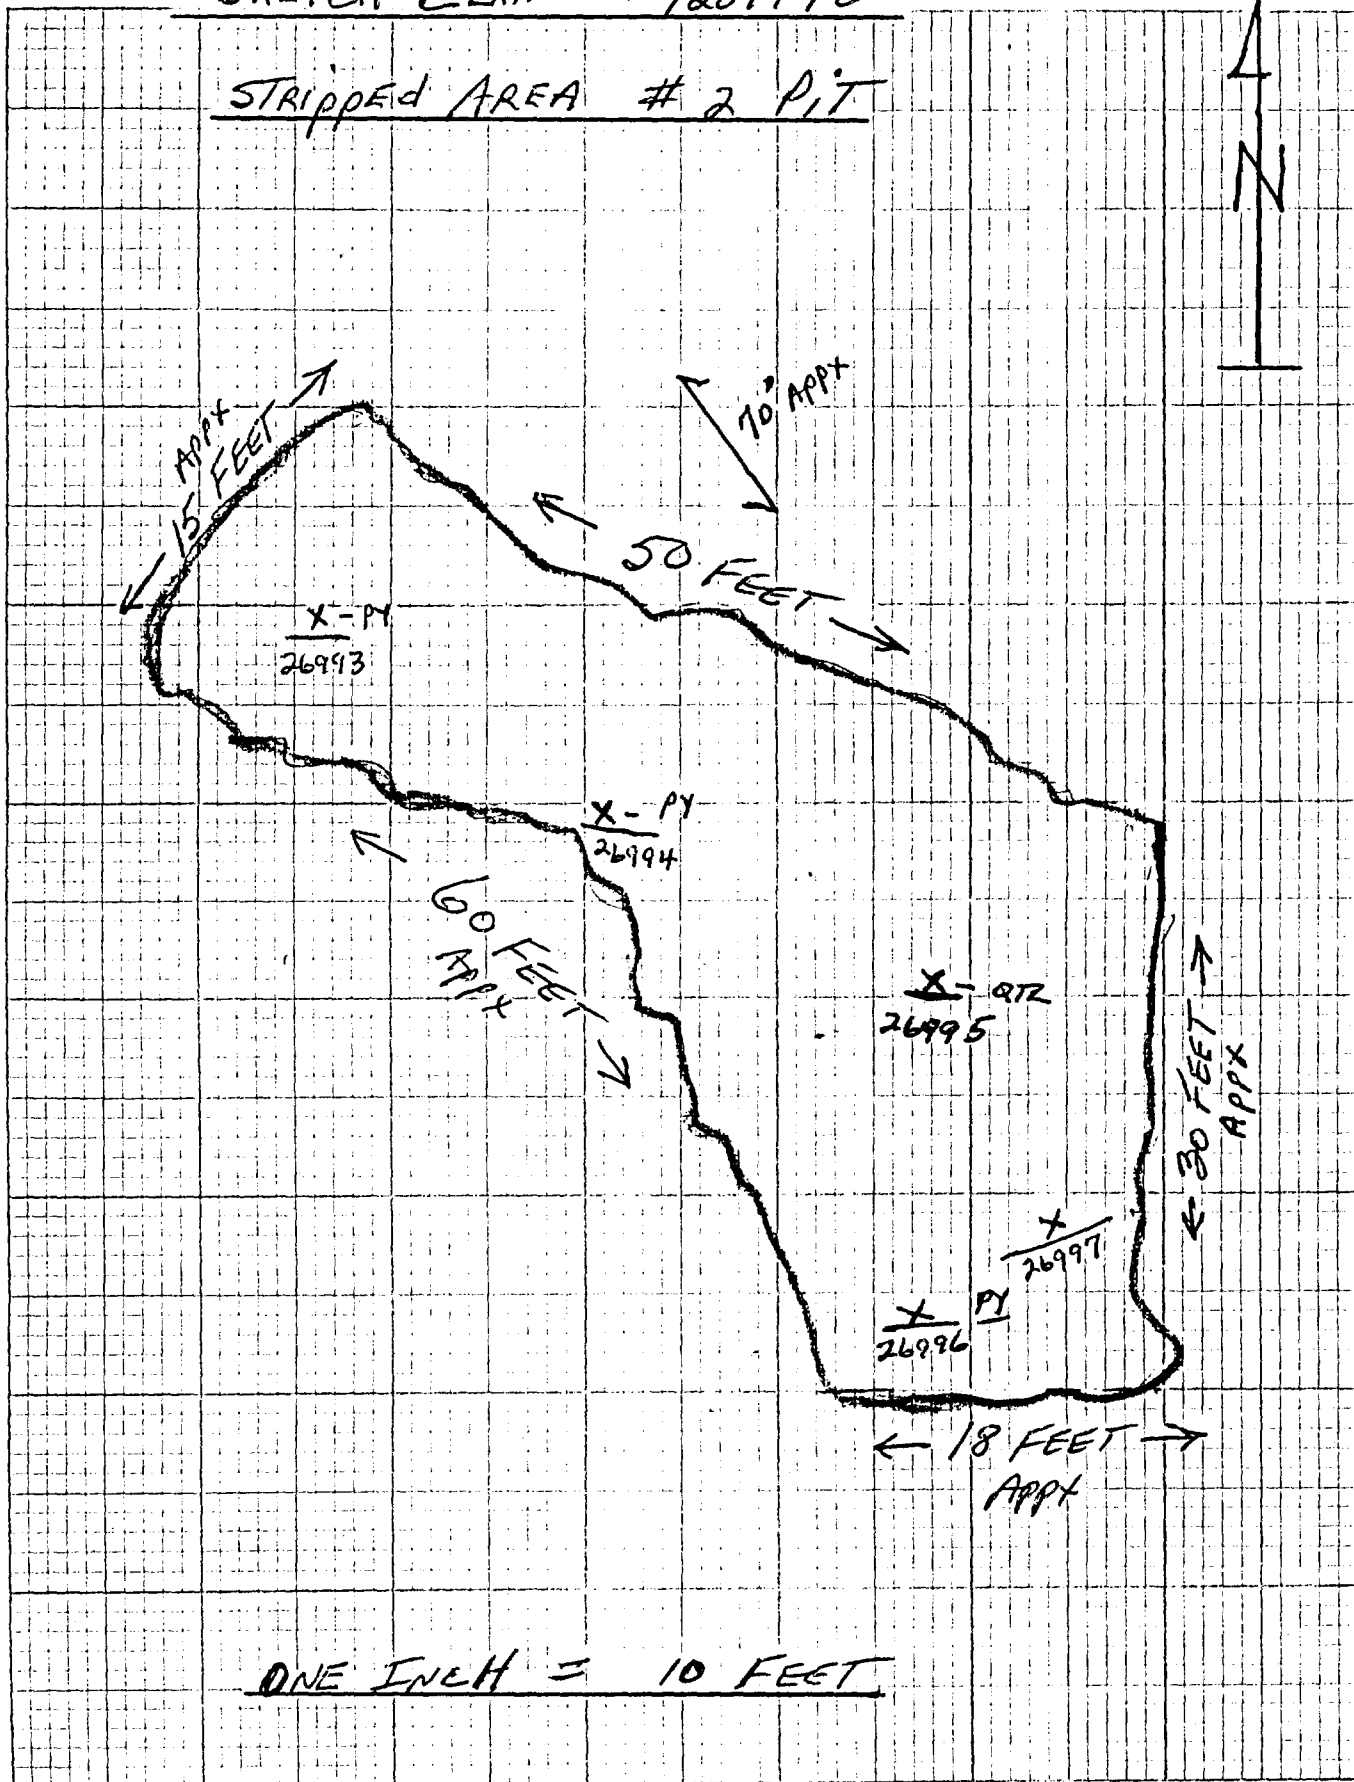 STRIPPEd AREA # 2 PiT
N
APPX
15 FEET
70° APPX
50 FEET
X - PY
26993
X - PY
26994
60 FEET
APPX
X - QTZ
26995
30 FEET
APPX
X
26997
X PY
26996
18 FEET
APPX
ONE INCH = 10 FEET